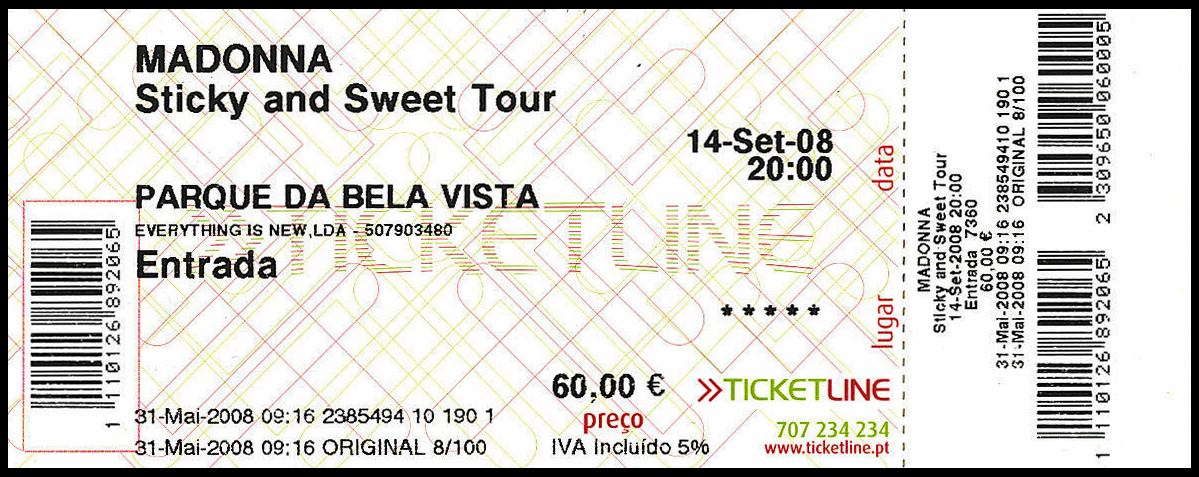 MADONNA
Sticky and Sweet Tour
14-Set-08
20:00
data
PARQUE DA BELA VISTA
EVERYTHING IS NEW,LDA - 507903480
TICKETLINE
Entrada
* * * * *
lugar
60,00 €
preço
IVA Incluído 5%
31-Mai-2008 09:16 2385494 10 190 1
31-Mai-2008 09:16 ORIGINAL 8/100
»TICKETLINE
707 234 234
www.ticketline.pt
1 110126 892065
MADONNA
Sticky and Sweet Tour
14-Set-2008 20:00
Entrada 7360
60,00 €
31-Mai-2008 09:16 238549410 190 1
31-Mai-2008 09:16 ORIGINAL 8/100
2 309650 060005
1 110126 892065